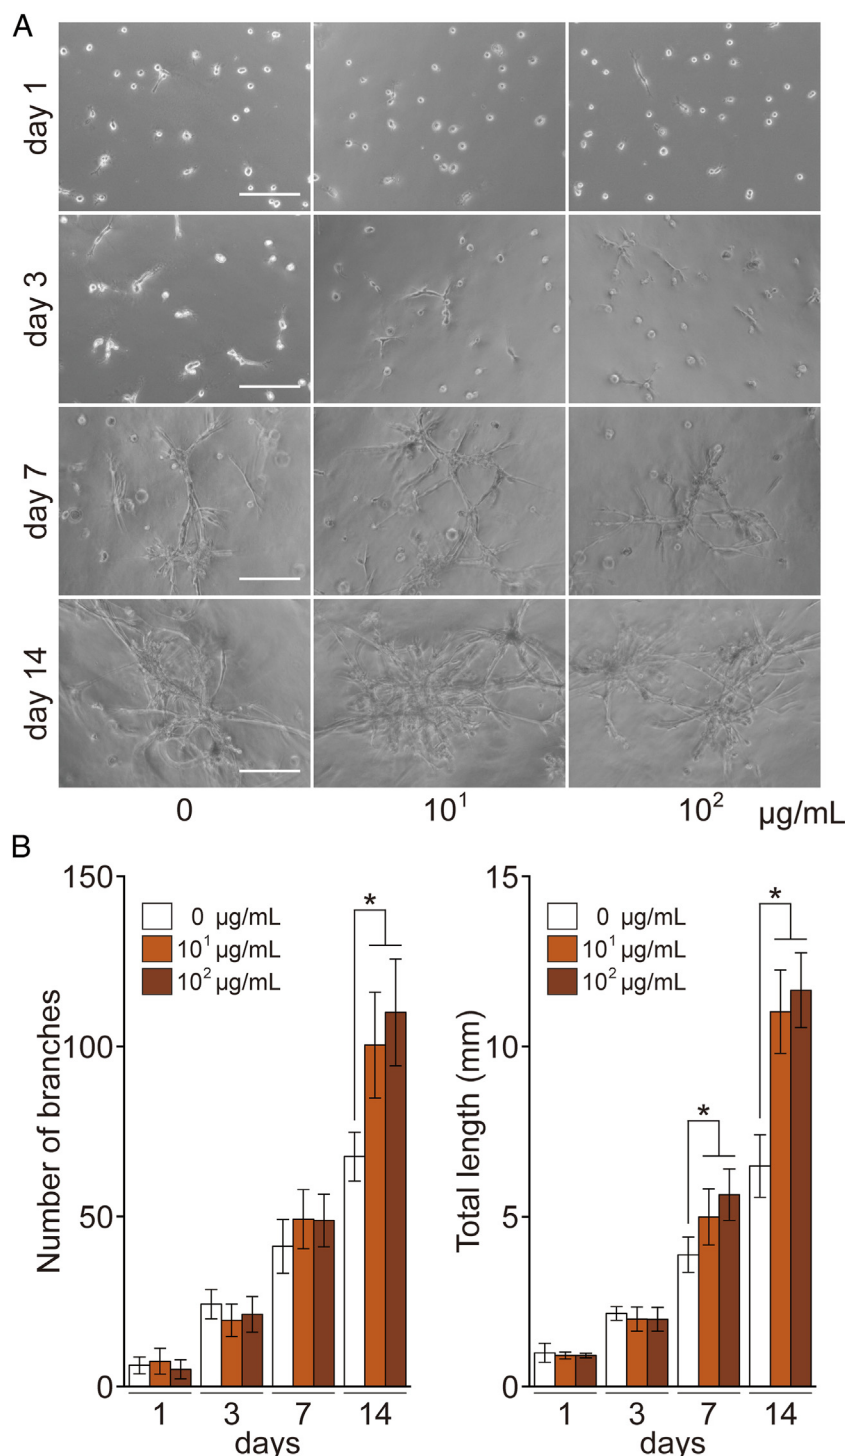 A
day 1
day 3
day 7
day 14
0 10¹ 10² µg/mL
B
Number of branches
150
100
50
0
0 µg/mL
10¹ µg/mL
10² µg/mL
*
1 3 7 14
days
Total length (mm)
15
10
5
0
0 µg/mL
10¹ µg/mL
10² µg/mL
*
*
1 3 7 14
days